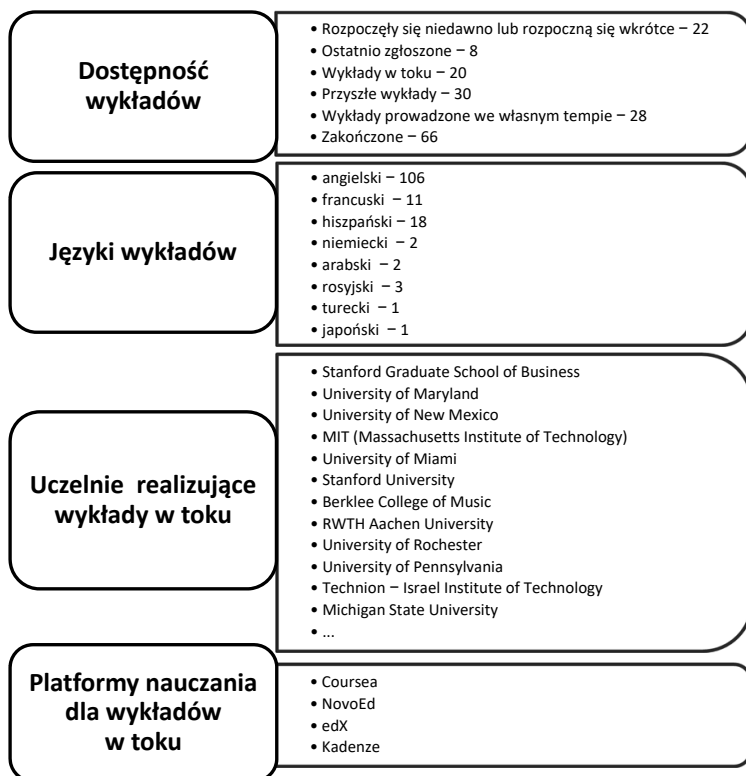 Dostępność
wykładów
• Rozpoczęły się niedawno lub rozpoczną się wkrótce – 22
• Ostatnio zgłoszone – 8
• Wykłady w toku – 20
• Przyszłe wykłady – 30
• Wykłady prowadzone we własnym tempie – 28
• Zakończone – 66
Języki wykładów
• angielski – 106
• francuski – 11
• hiszpański – 18
• niemiecki – 2
• arabski – 2
• rosyjski – 3
• turecki – 1
• japoński – 1
Uczelnie realizujące
wykłady w toku
• Stanford Graduate School of Business
• University of Maryland
• University of New Mexico
• MIT (Massachusetts Institute of Technology)
• University of Miami
• Stanford University
• Berklee College of Music
• RWTH Aachen University
• University of Rochester
• University of Pennsylvania
• Technion – Israel Institute of Technology
• Michigan State University
• ...
Platformy nauczania
dla wykładów
w toku
• Coursea
• NovoEd
• edX
• Kadenze